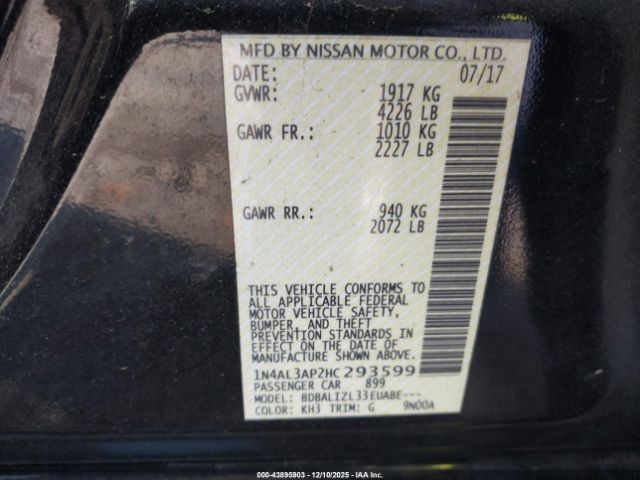 MFD BY NISSAN MOTOR CO., LTD.
DATE: 07/17
GVWR: 1917 KG
4226 LB
GAWR FR.: 1010 KG
2227 LB
GAWR RR.: 940 KG
2072 LB
THIS VEHICLE CONFORMS TO
ALL APPLICABLE FEDERAL
MOTOR VEHICLE SAFETY,
BUMPER, AND THEFT
PREVENTION STANDARDS IN
EFFECT ON THE DATE OF
MANUFACTURE SHOWN ABOVE.
1N4AL3AP2HC293599
PASSENGER CAR 899
MODEL: BDBALIZL33EUABE---
COLOR: KH3 TRIM: G 9N00A
000-43895903 - 12/10/2025 - IAAC.com